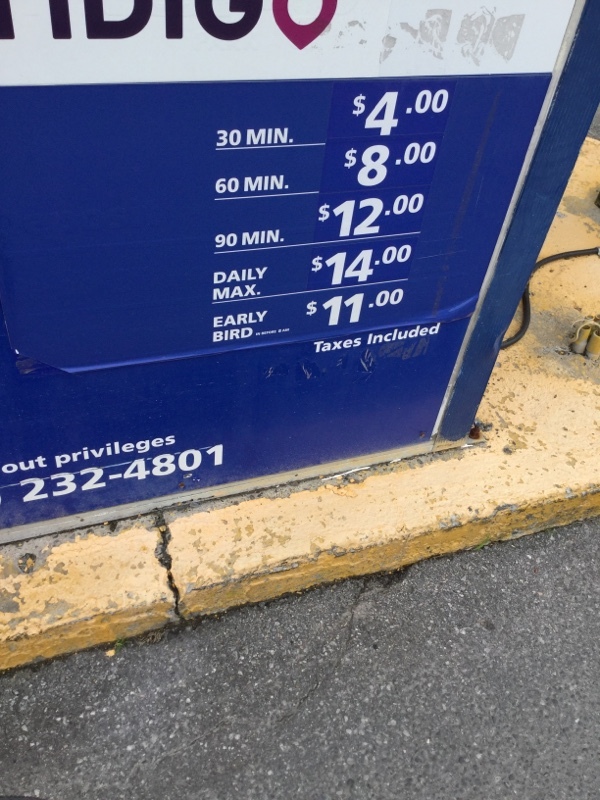 30 MIN. $4.00
60 MIN. $8.00
90 MIN. $12.00
DAILY MAX. $14.00
EARLY BIRD $11.00
Taxes Included
out privileges
) 232-4801